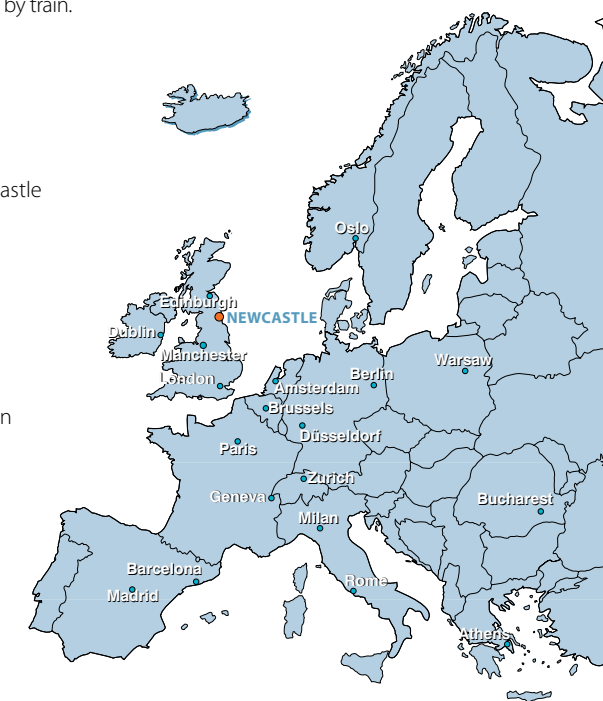 by train.
astle
n
Oslo
Edinburgh
NEWCASTLE
Dublin
Manchester
London
Amsterdam
Berlin
Warsaw
Brussels
Düsseldorf
Paris
Zurich
Geneva
Bucharest
Milan
Barcelona
Madrid
Rome
Athens